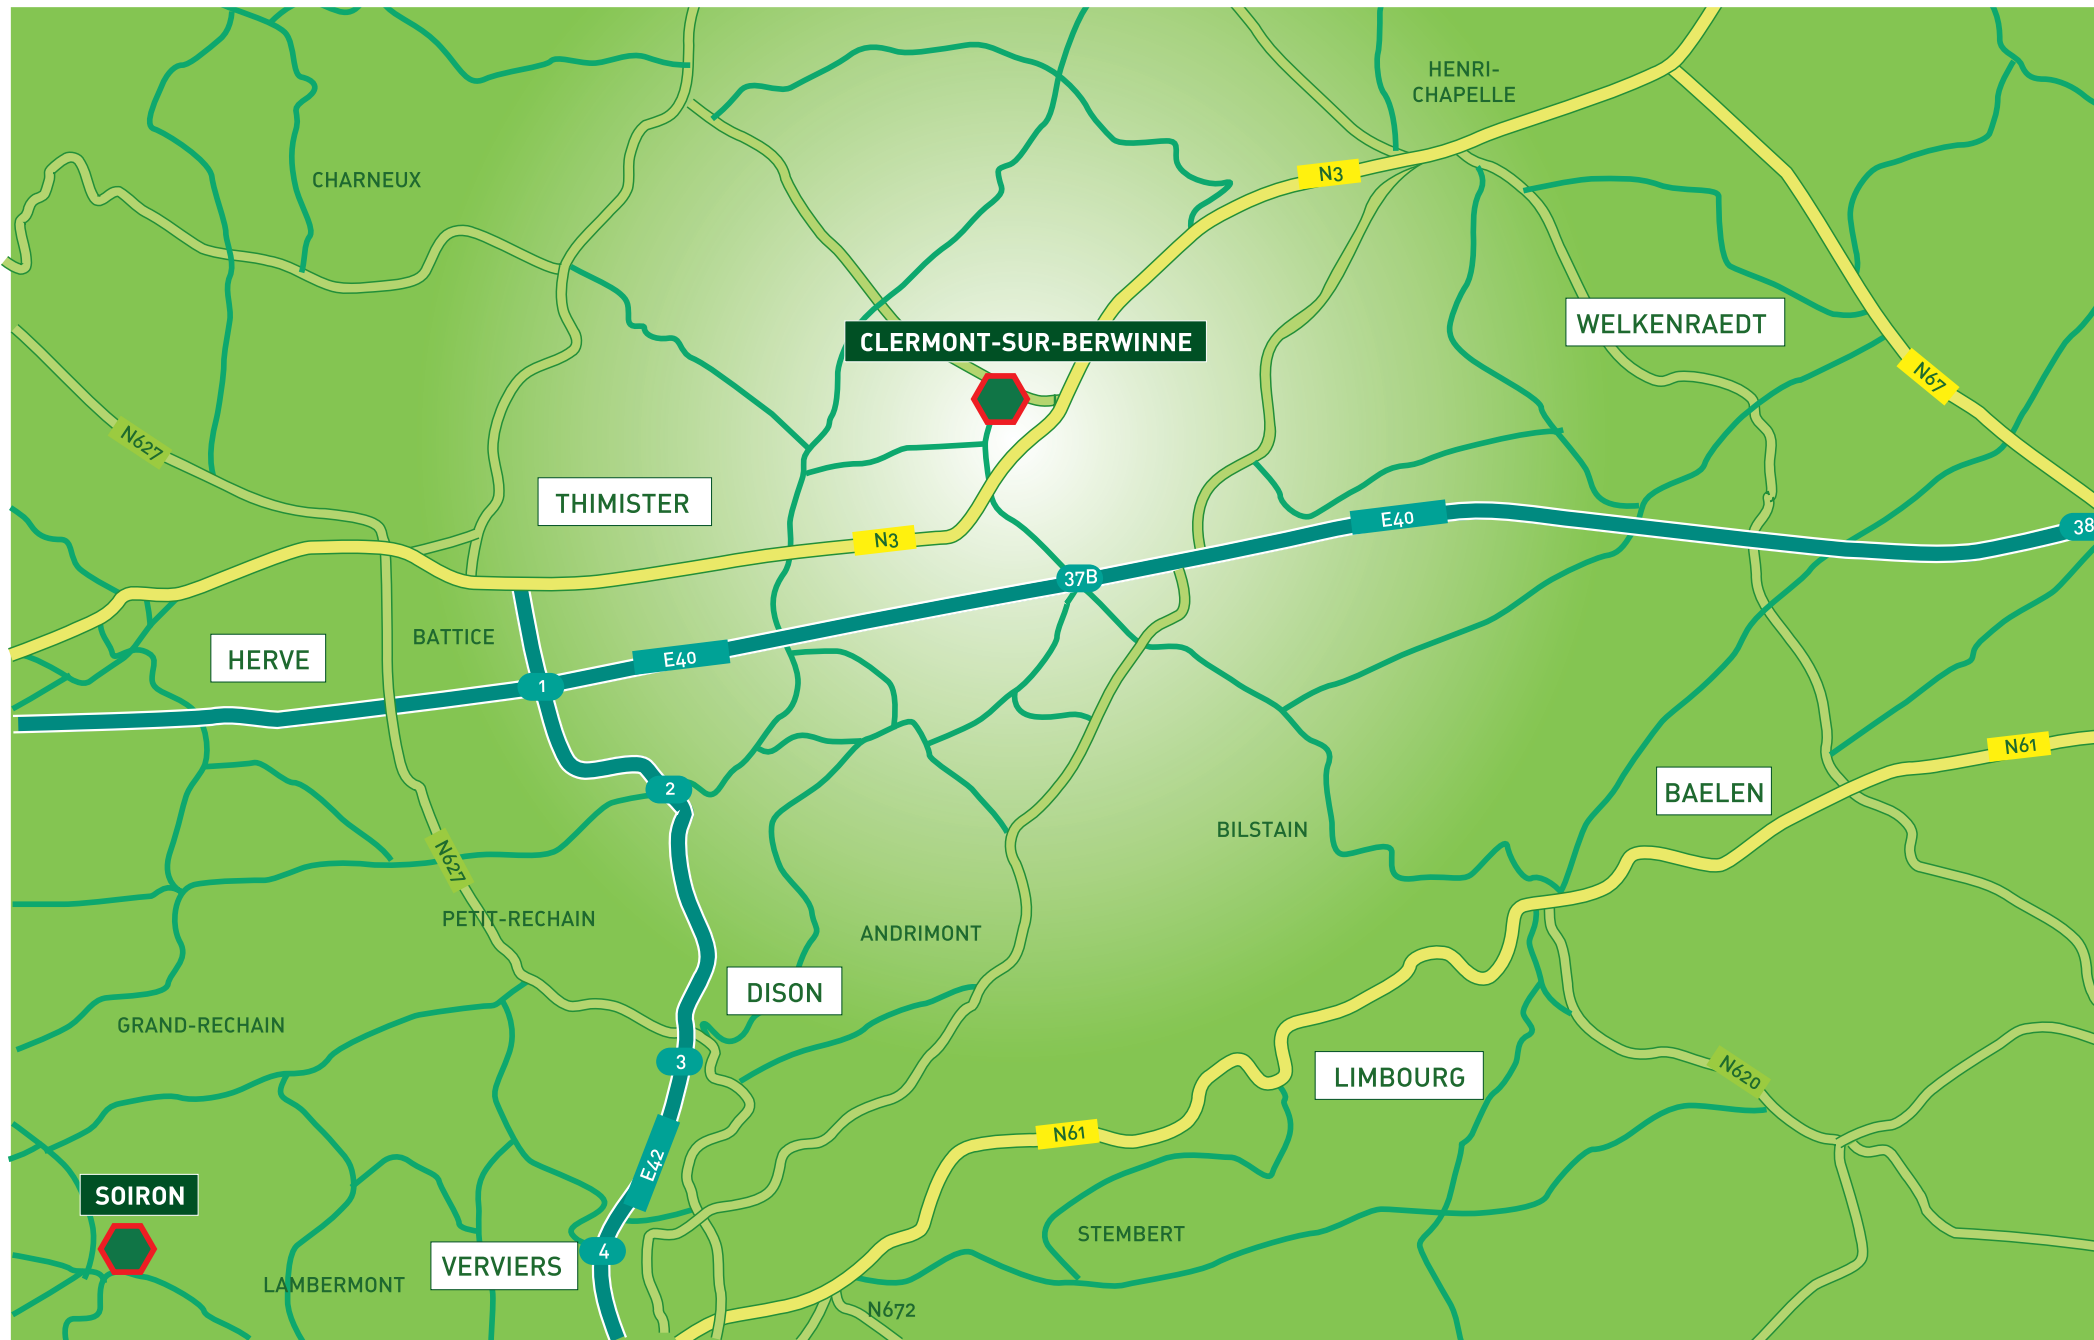 HENRI-
CHAPELLE
CHARNEUX
N3
WELKENRAEDT
CLERMONT-SUR-BERWINNE
N67
N627
THIMISTER
E40
38
N3
37B
BATTICE
HERVE
E40
1
N61
2
BAELEN
BILSTAIN
N627
PETIT-RECHAIN
ANDRIMONT
DISON
GRAND-RECHAIN
3
LIMBOURG
N620
N61
E42
SOIRON
STEMBERT
4
VERVIERS
LAMBERMONT
N672